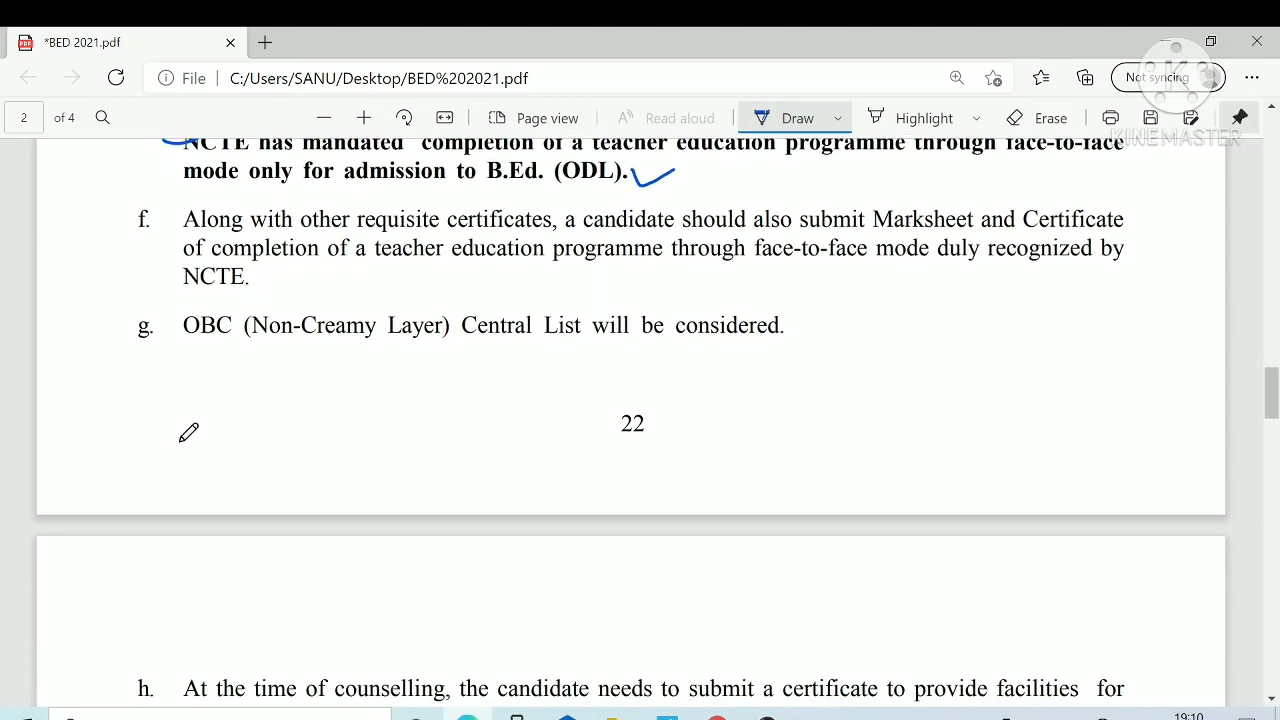 *BED 2021.pdf
File
C:/Users/SANU/Desktop/BED%202021.pdf
Not syncing
2 of 4
Page view
Read aloud
Draw
Highlight
Erase
KINEMASTER
NCTE has mandated completion of a teacher education programme through face-to-face
mode only for admission to B.Ed. (ODL).
f. Along with other requisite certificates, a candidate should also submit Marksheet and Certificate
of completion of a teacher education programme through face-to-face mode duly recognized by
NCTE.
g. OBC (Non-Creamy Layer) Central List will be considered.
22
h. At the time of counselling, the candidate needs to submit a certificate to provide facilities for
19:10